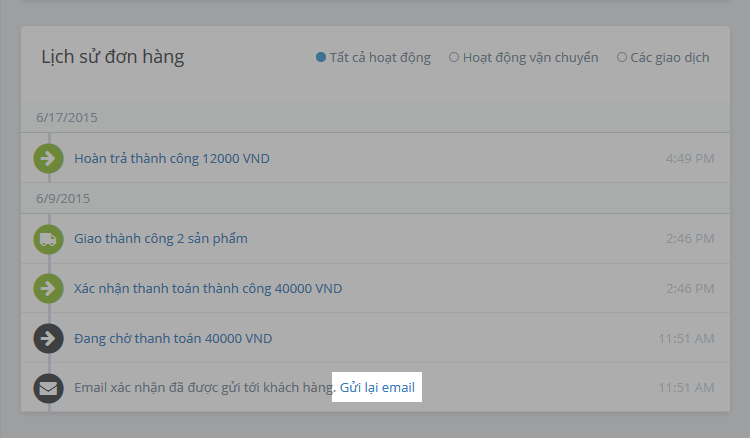 Lịch sử đơn hàng
Tất cả hoạt động Hoạt động vận chuyển Các giao dịch
6/17/2015
Hoàn trả thành công 12000 VND 4:49 PM
6/9/2015
Giao thành công 2 sản phẩm 2:46 PM
Xác nhận thanh toán thành công 40000 VND 2:46 PM
Đang chờ thanh toán 40000 VND 11:51 AM
Email xác nhận đã được gửi tới khách hàng. Gửi lại email 11:51 AM